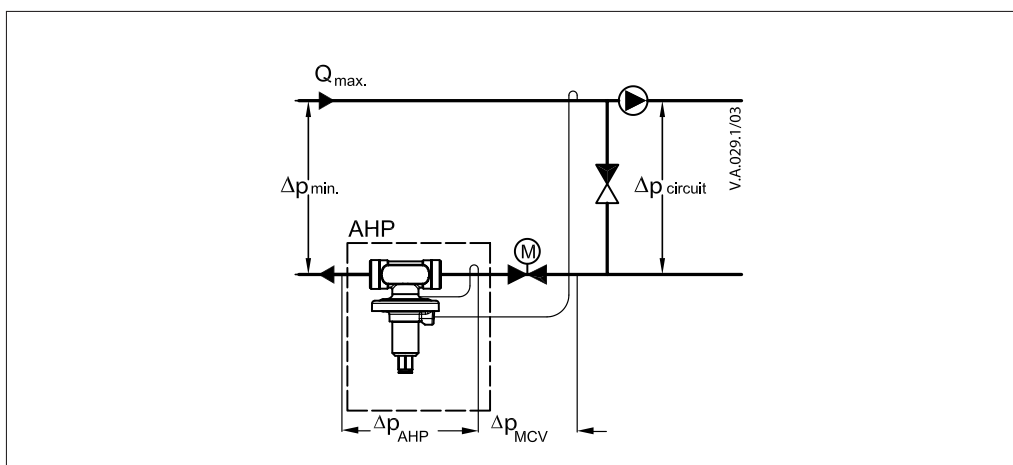 Qmax.
V.A.029.1/03
Δpmin.
Δpcircuit
AHP
M
ΔpAHP
ΔpMCV